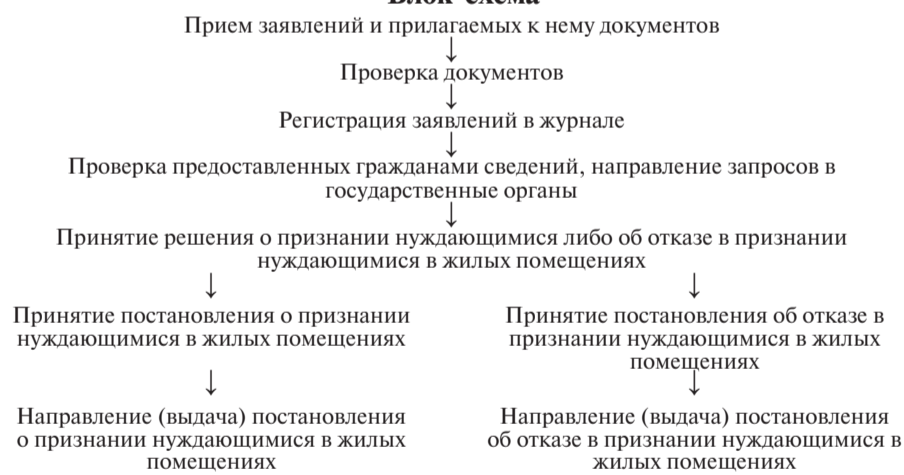 Блок-схема
Прием заявлений и прилагаемых к нему документов
Проверка документов
Регистрация заявлений в журнале
Проверка предоставленных гражданами сведений, направление запросов в
государственные органы
Принятие решения о признании нуждающимися либо об отказе в признании
нуждающимися в жилых помещениях
Принятие постановления о признании
нуждающимися в жилых помещениях
Принятие постановления об отказе в
признании нуждающимися в жилых
помещениях
Направление (выдача) постановления
о признании нуждающимися в жилых
помещениях
Направление (выдача) постановления
об отказе в признании нуждающимися в
жилых помещениях